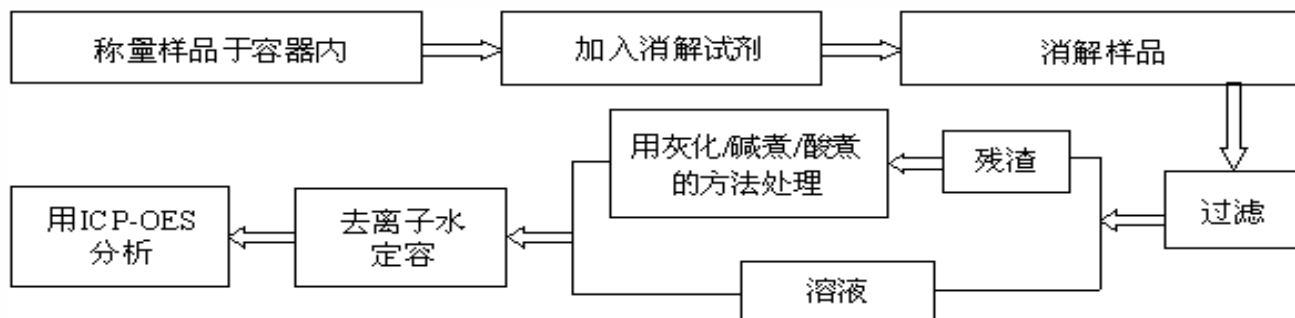 称量样品于容器内
加入消解试剂
消解样品
用灰化/碱煮/酸煮
的方法处理
残渣
过滤
用ICP-OES
分析
去离子水
定容
溶液